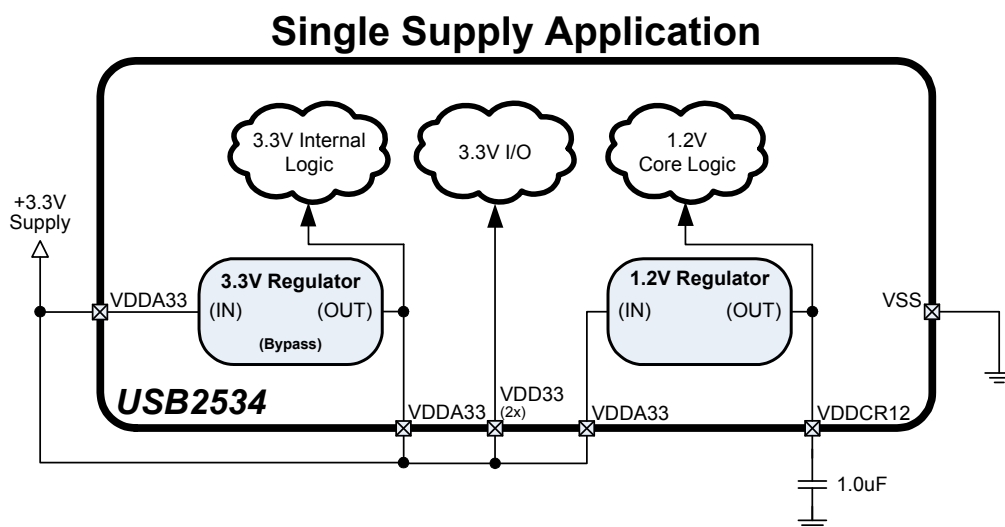 Single Supply Application
3.3V Internal
Logic
3.3V I/O
1.2V
Core Logic
+3.3V
Supply
VDDA33
3.3V Regulator
(IN)
(OUT)
(Bypass)
1.2V Regulator
(IN)
(OUT)
VSS
USB2534
VDDA33
VDD33
(2x)
VDDA33
VDDCR12
1.0uF